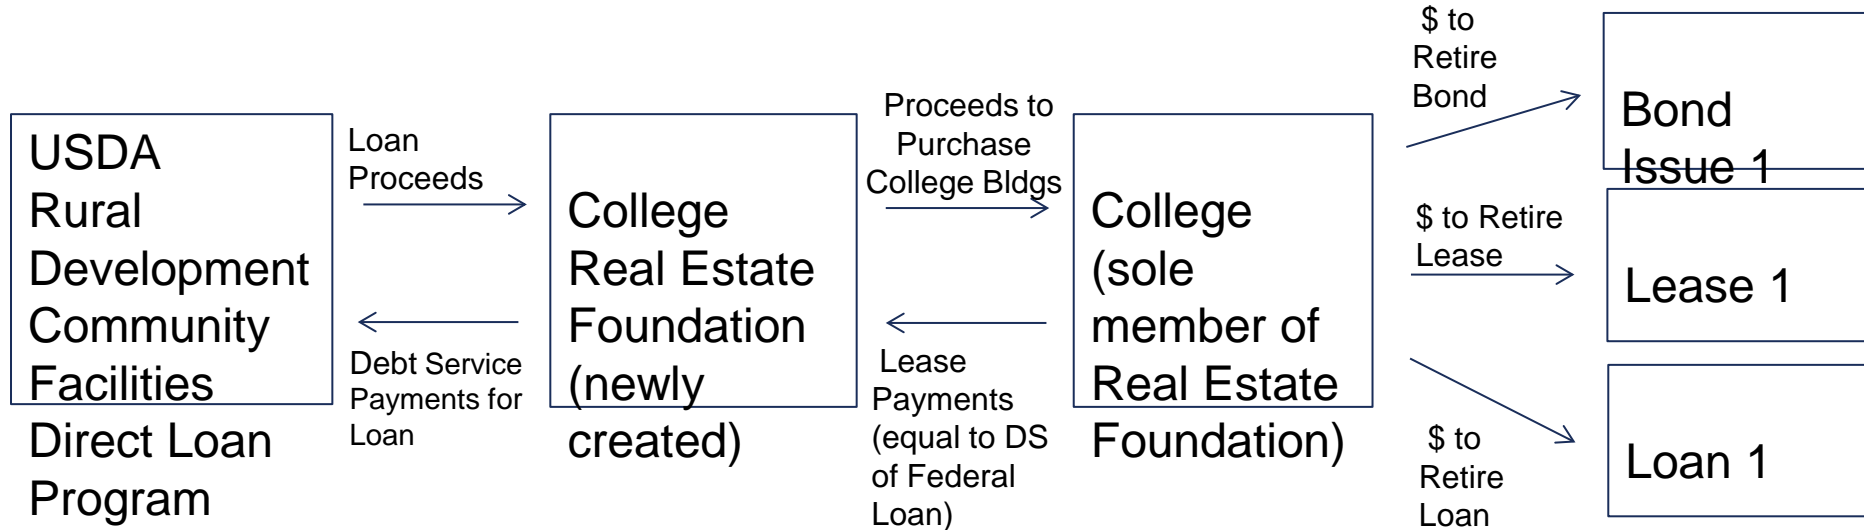 USDA
Rural
Development
Community
Facilities
Direct Loan
Program
Loan
Proceeds
Debt Service
Payments for
Loan
College
Real Estate
Foundation
(newly
created)
Proceeds to
Purchase
College Bldgs
Lease
Payments
(equal to DS
of Federal
Loan)
College
(sole
member of
Real Estate
Foundation)
$ to
Retire
Bond
Bond
Issue 1
$ to Retire
Lease
Lease 1
$ to
Retire
Loan
Loan 1